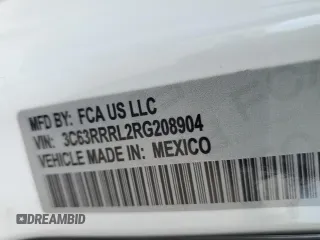 MFD BY: FCA US LLC
VIN: 3C63RRRL2RG208904
VEHICLE MADE IN: MEXICO
DREAMBID